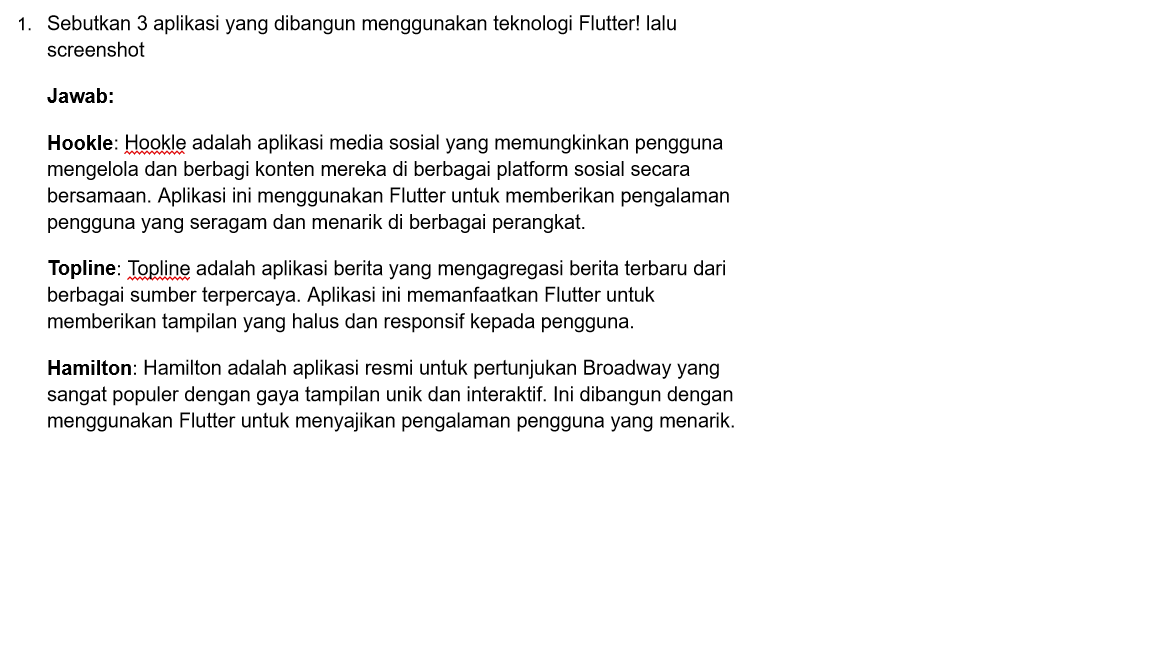 1. Sebutkan 3 aplikasi yang dibangun menggunakan teknologi Flutter! lalu
screenshot
Jawab:
Hookle: Hookle adalah aplikasi media sosial yang memungkinkan pengguna
mengelola dan berbagi konten mereka di berbagai platform sosial secara
bersamaan. Aplikasi ini menggunakan Flutter untuk memberikan pengalaman
pengguna yang seragam dan menarik di berbagai perangkat.
Topline: Topline adalah aplikasi berita yang mengagregasi berita terbaru dari
berbagai sumber terpercaya. Aplikasi ini memanfaatkan Flutter untuk
memberikan tampilan yang halus dan responsif kepada pengguna.
Hamilton: Hamilton adalah aplikasi resmi untuk pertunjukan Broadway yang
sangat populer dengan gaya tampilan unik dan interaktif. Ini dibangun dengan
menggunakan Flutter untuk menyajikan pengalaman pengguna yang menarik.